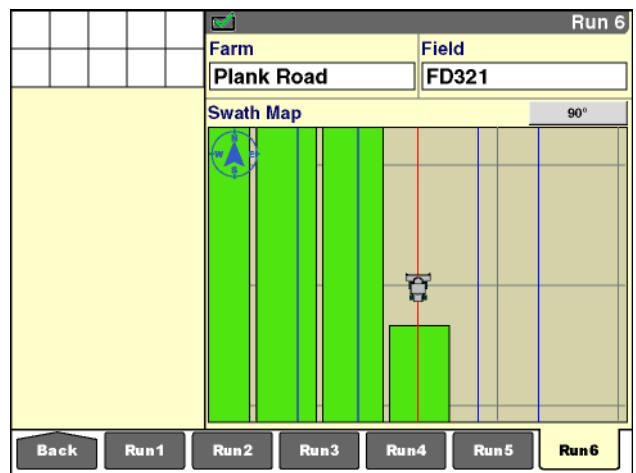 Run 6
Farm
Field
Plank Road
FD321
Swath Map
90°
N
W
E
S
Back
Run1
Run2
Run3
Run4
Run5
Run6